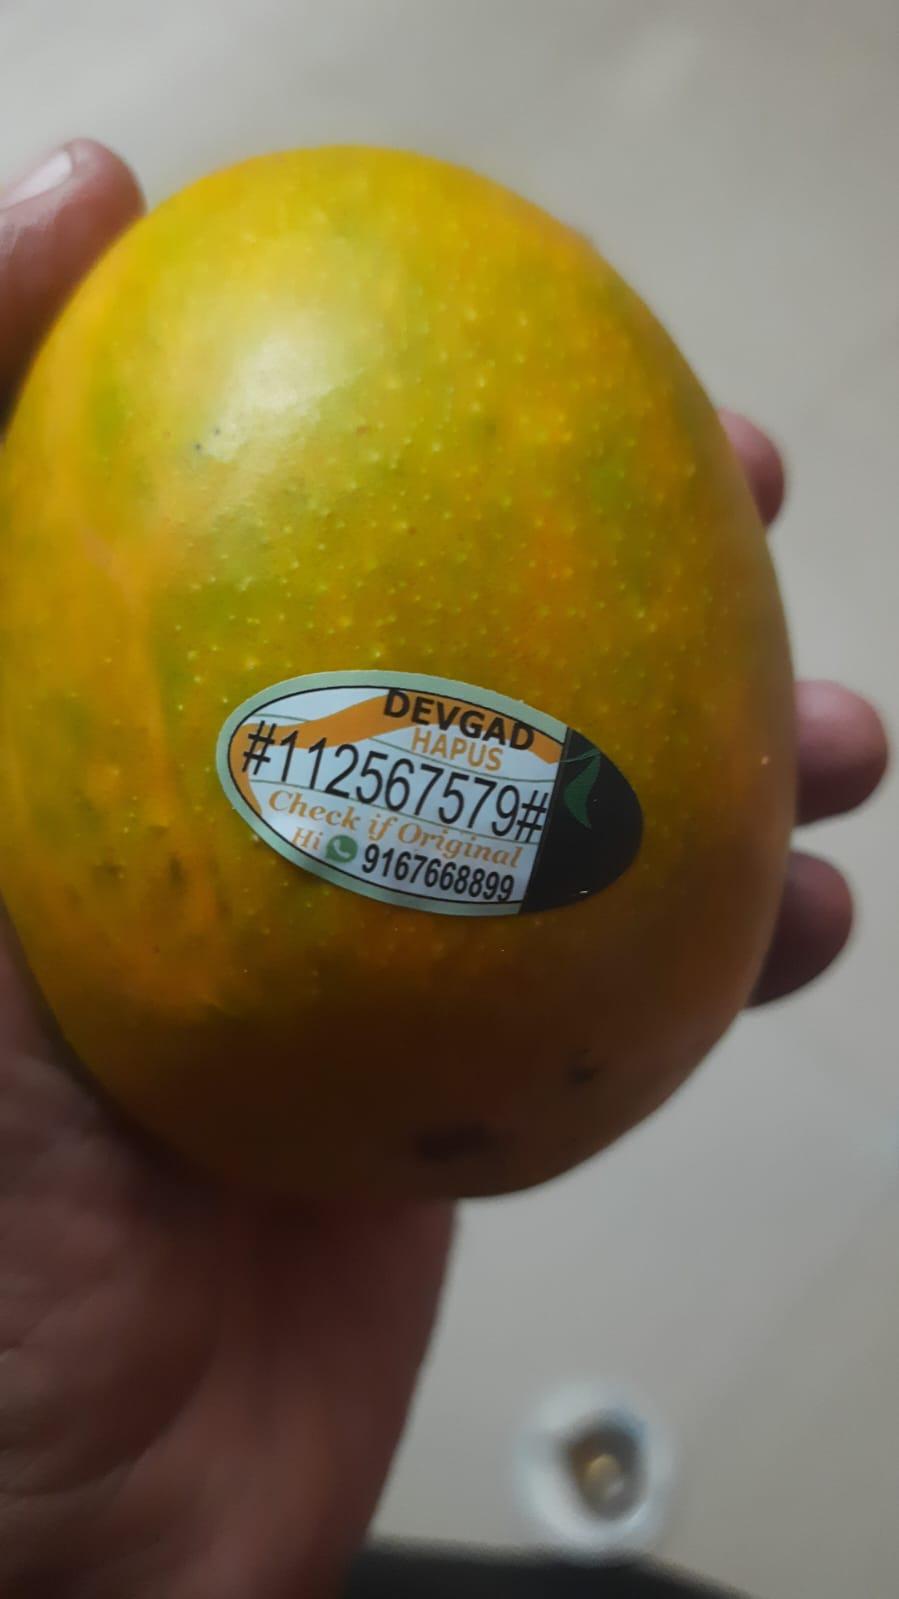 DEVGAD
HAPUS
#112567579#
Check if Original
Hi 9167668899